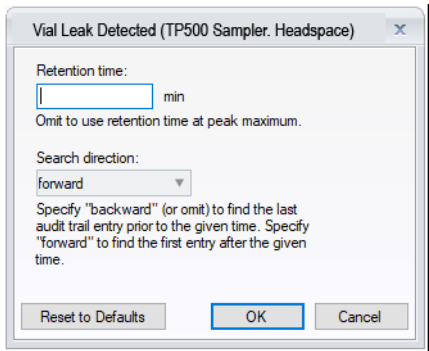 Vial Leak Detected (TP500 Sampler. Headspace) x
Retention time:
min
Omit to use retention time at peak maximum.
Search direction:
forward
Specify "backward" (or omit) to find the last
audit trail entry prior to the given time. Specify
"forward" to find the first entry after the given
time.
Reset to Defaults OK Cancel